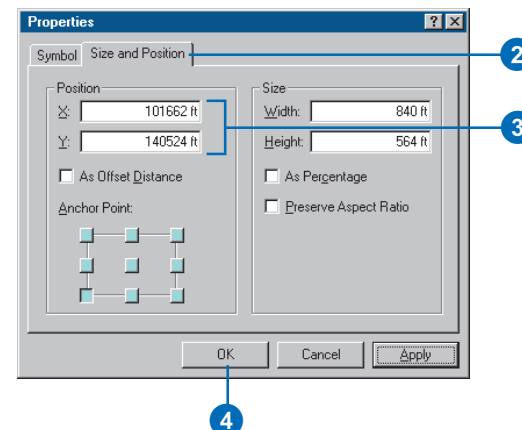 Properties
?
Symbol Size and Position 2
Position Size
X: 101662 ft Width: 840 ft
3
Y: 140524 ft Height: 564 ft
As Offset Distance As Percentage
Anchor Point: Preserve Aspect Ratio
OK Cancel Apply
4